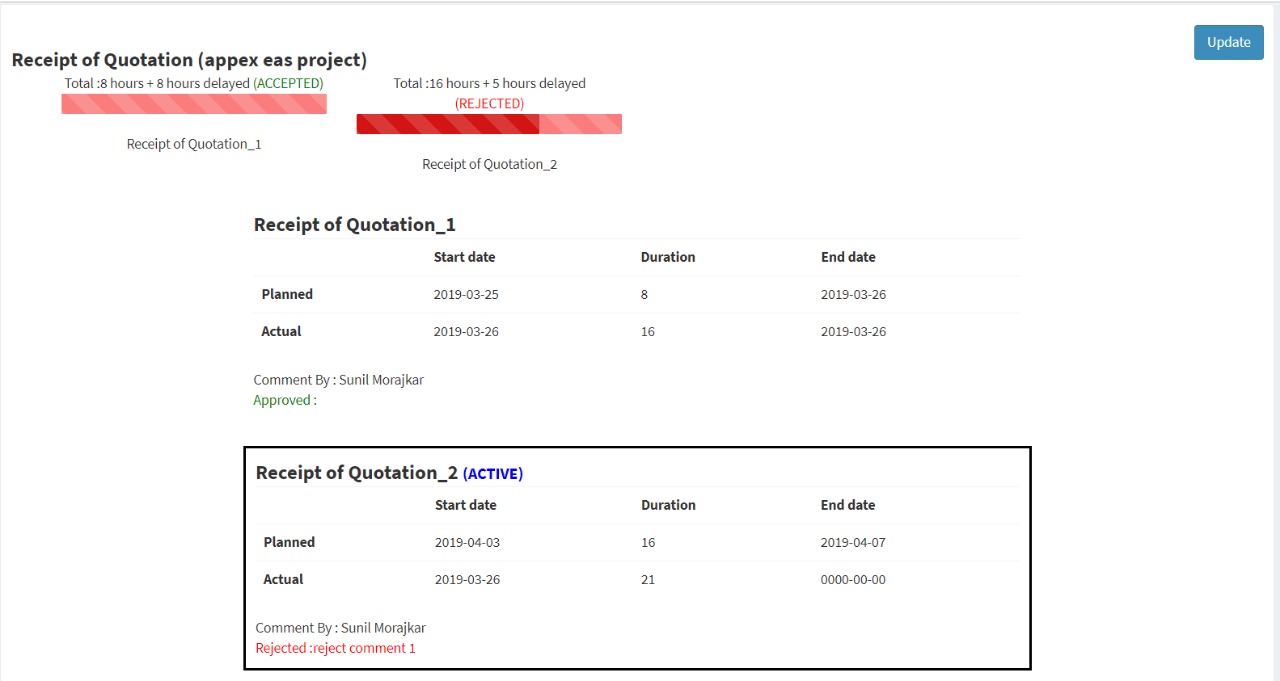 Update
Receipt of Quotation (appex eas project)
Total :8 hours + 8 hours delayed (ACCEPTED)
Receipt of Quotation_1
Total :16 hours + 5 hours delayed
(REJECTED)
Receipt of Quotation_2
Receipt of Quotation_1
Start date Duration End date
Planned 2019-03-25 8 2019-03-26
Actual 2019-03-26 16 2019-03-26
Comment By : Sunil Morajkar
Approved :
Receipt of Quotation_2 (ACTIVE)
Start date Duration End date
Planned 2019-04-03 16 2019-04-07
Actual 2019-03-26 21 0000-00-00
Comment By : Sunil Morajkar
Rejected :reject comment 1